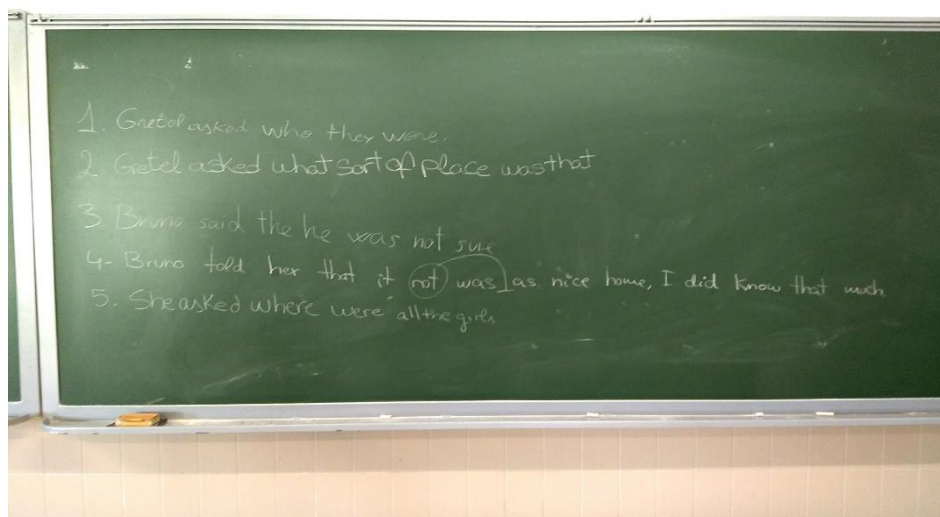 1. Gretel asked who they were.
2. Gretel asked what sort of place was that
3. Bruno said the he was not sure
4- Bruno told her that it not was as nice home, I did know that much.
5. She asked where were all the girls